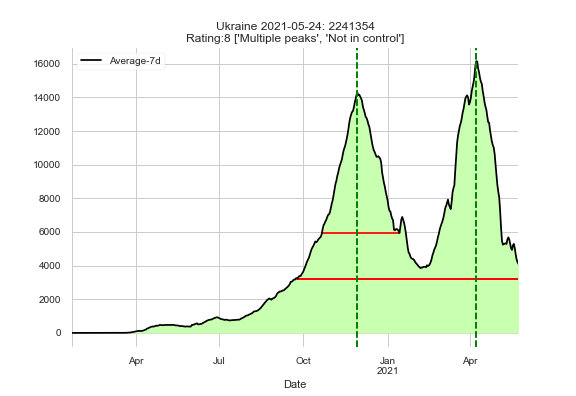 Ukraine 2021-05-24: 2241354
Rating:8 ['Multiple peaks', 'Not in control']
Average-7d
16000
14000
12000
10000
8000
6000
4000
2000
0
Apr Jul Oct Jan Apr
2021
Date